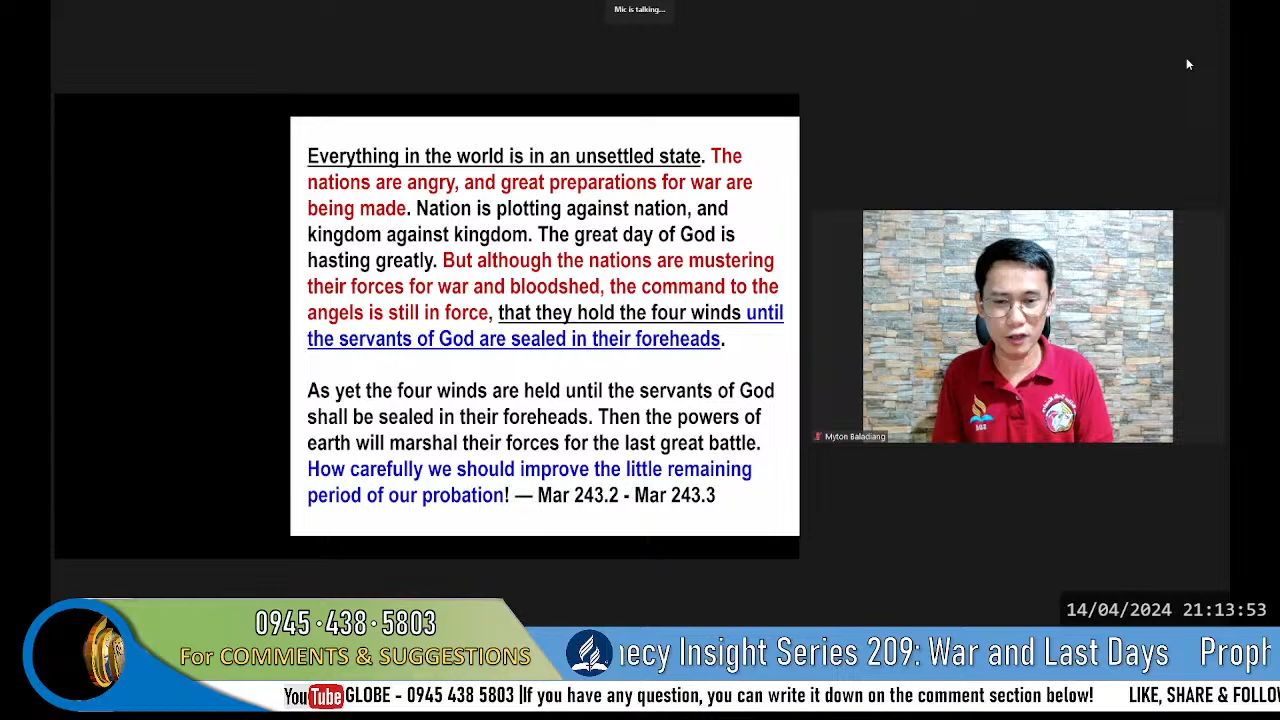 Mic is talking...
Everything in the world is in an unsettled state. The
nations are angry, and great preparations for war are
being made. Nation is plotting against nation, and
kingdom against kingdom. The great day of God is
hasting greatly. But although the nations are mustering
their forces for war and bloodshed, the command to the
angels is still in force, that they hold the four winds until
the servants of God are sealed in their foreheads.
As yet the four winds are held until the servants of God
shall be sealed in their foreheads. Then the powers of
earth will marshal their forces for the last great battle.
How carefully we should improve the little remaining
period of our probation! — Mar 243.2 - Mar 243.3
Myton Baladiang
14/04/2024 21:13:53
0945·438·5803
For COMMENTS & SUGGESTIONS
necy Insight Series 209: War and Last Days Proph
YouTube GLOBE - 0945 438 5803 |If you have any question, you can write it down on the comment section below! LIKE, SHARE & FOLLO